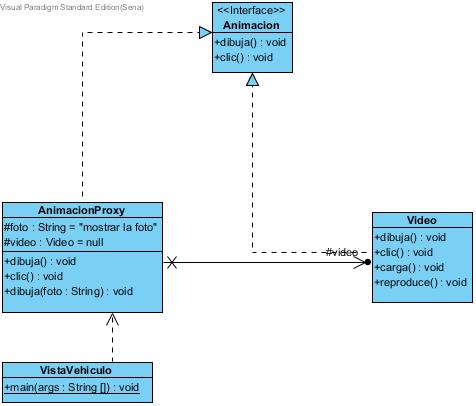 Visual Paradigm Standard Edition(Sena)
<<Interface>>
Animacion
+dibuja() : void
+clic() : void
AnimacionProxy
#foto : String = "mostrar la foto"
#video : Video = null
+dibuja() : void
+clic() : void
+dibuja(foto : String) : void
#video
Video
+dibuja() : void
+clic() : void
+carga() : void
+reproduce() : void
VistaVehiculo
+main(args : String []) : void